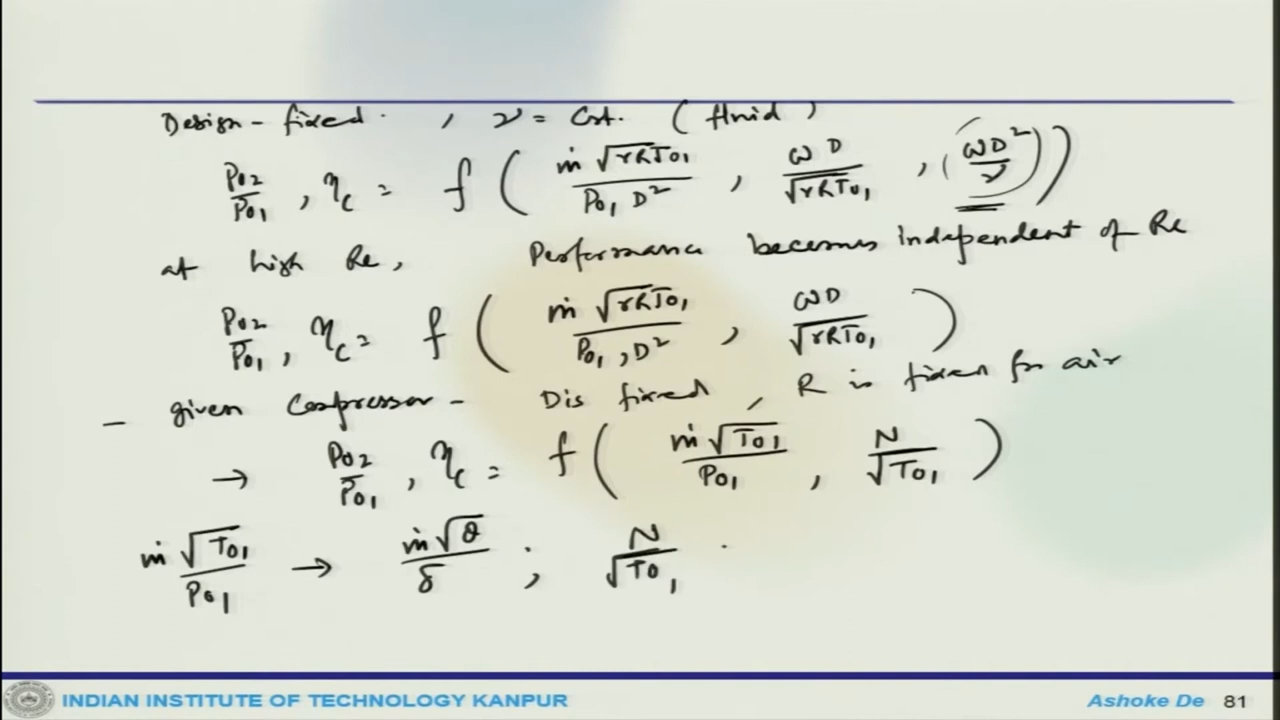 Design-fixed. , ν = Cst. (fluid)
P02/P01 , ηc = f ( ṁ √γRT01 / P01 D² , ωD / √γRT01 , (ωD²/ν) )
at high Re, Performance becomes independent of Re
P02/P01 , ηc = f ( ṁ √γRT01 / P01, D² , ωD / √γRT01 )
- given compressor - D is fixed, R is fixed for air
→ P02/P01 , ηc = f ( ṁ √T01 / P01 , N / √T01 )
ṁ √T01 / P01 → ṁ √θ / δ ; N / √T01
INDIAN INSTITUTE OF TECHNOLOGY KANPUR Ashoke De 81